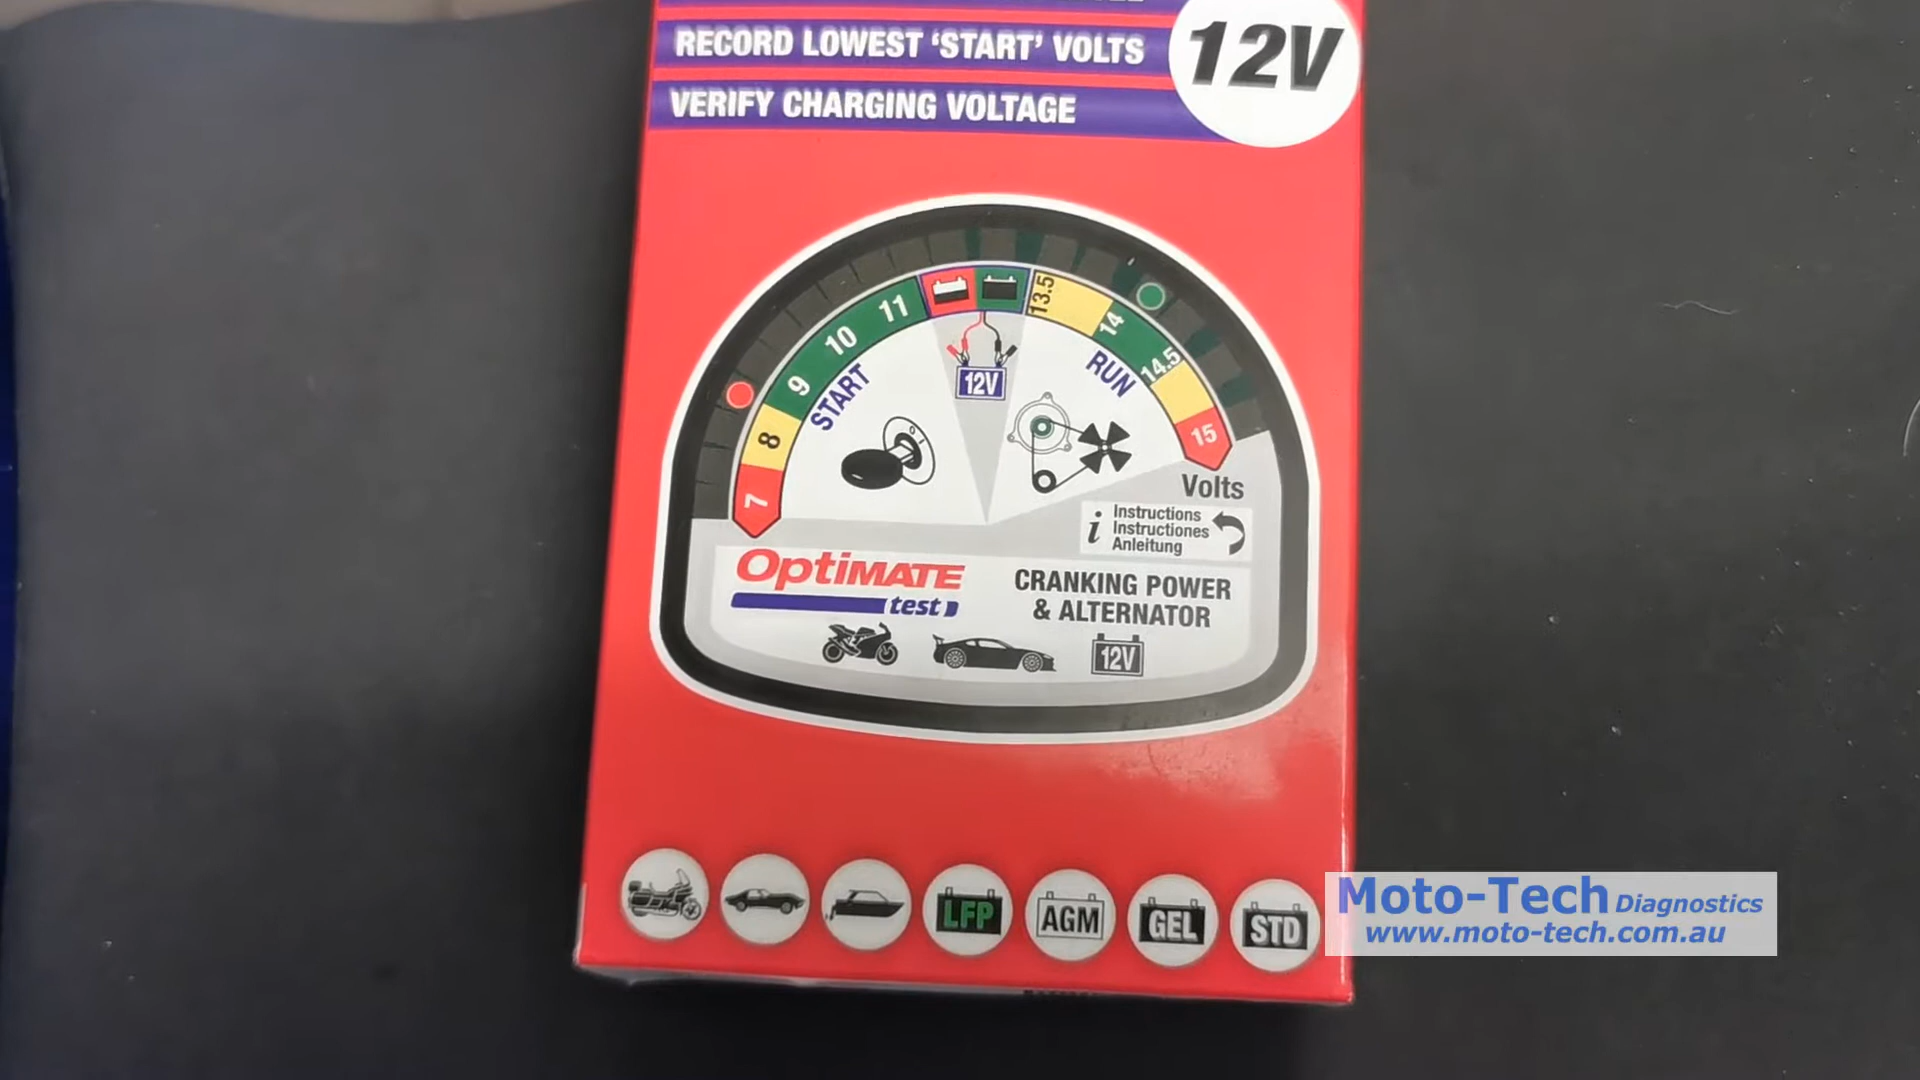 RECORD LOWEST ‘START’ VOLTS
VERIFY CHARGING VOLTAGE
12V
7
8
9
10
11
13.5
14
14.5
15
START
12V
RUN
Volts
i
Instructions
Instructiones
Anleitung
OptiMATE
test
CRANKING POWER
& ALTERNATOR
12V
LFP
AGM
GEL
STD
Moto-Tech Diagnostics
www.moto-tech.com.au